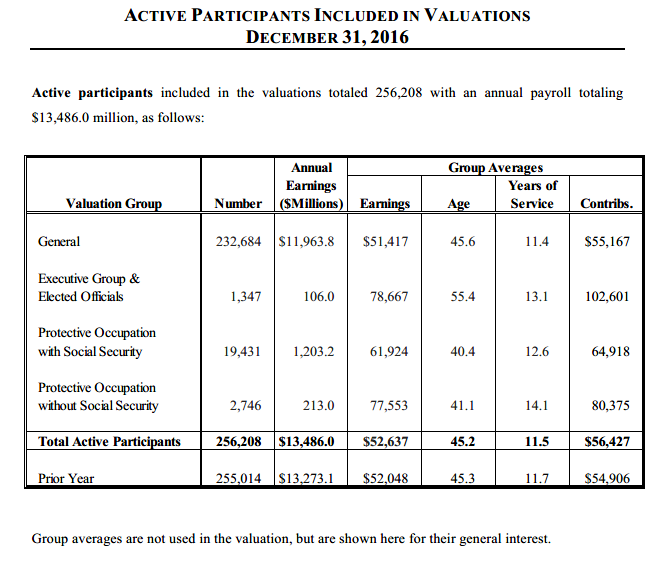 ACTIVE PARTICIPANTS INCLUDED IN VALUATIONS
DECEMBER 31, 2016
Active participants included in the valuations totaled 256,208 with an annual payroll totaling
$13,486.0 million, as follows:
Annual Group Averages
Earnings Years of
Valuation Group Number ($Millions) Earnings Age Service Contribs.
General 232,684 $11,963.8 $51,417 45.6 11.4 $55,167
Executive Group &
Elected Officials 1,347 106.0 78,667 55.4 13.1 102,601
Protective Occupation
with Social Security 19,431 1,203.2 61,924 40.4 12.6 64,918
Protective Occupation
without Social Security 2,746 213.0 77,553 41.1 14.1 80,375
Total Active Participants 256,208 $13,486.0 $52,637 45.2 11.5 $56,427
Prior Year 255,014 $13,273.1 $52,048 45.3 11.7 $54,906
Group averages are not used in the valuation, but are shown here for their general interest.